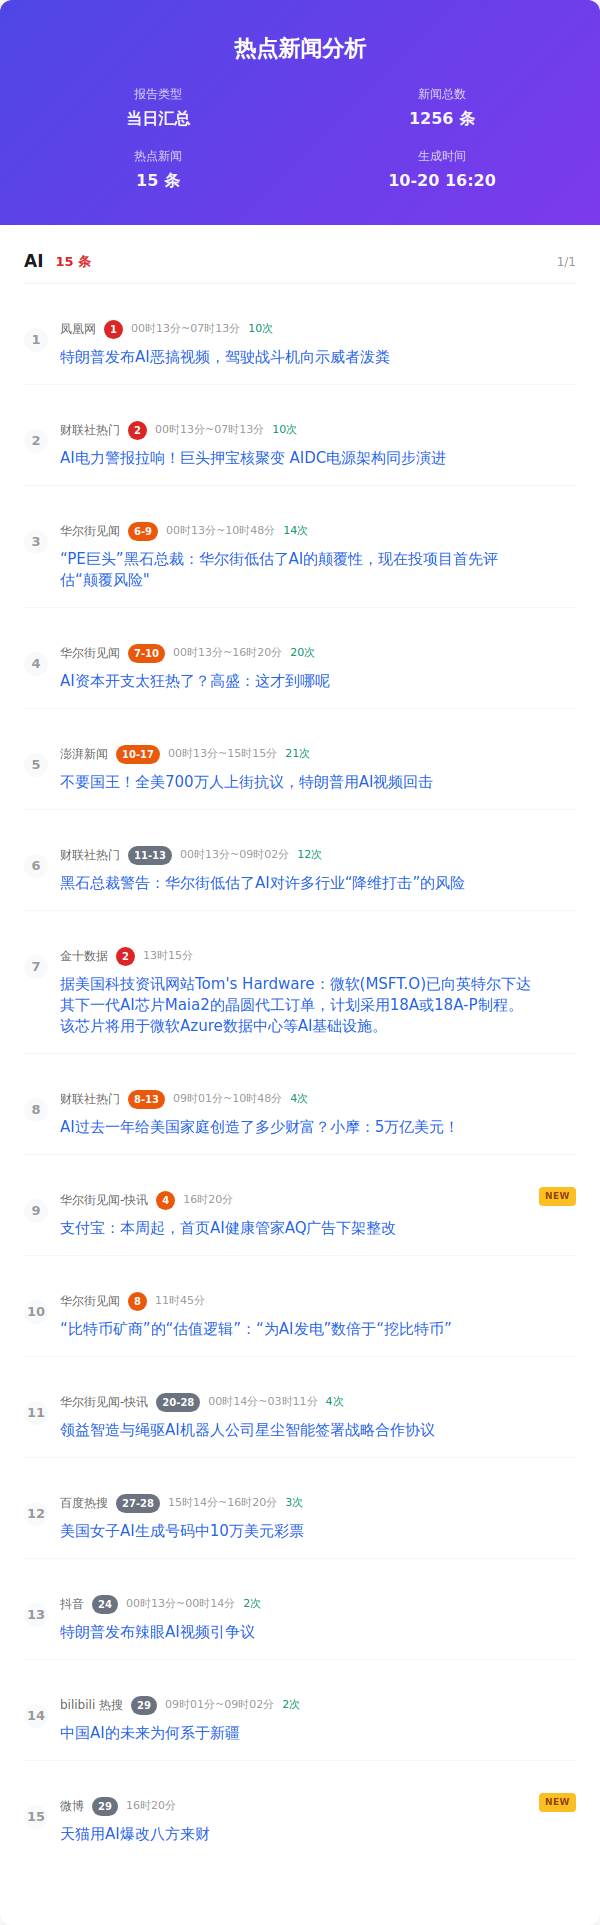 热点新闻分析
报告类型
新闻总数
当日汇总
1256 条
热点新闻
生成时间
15 条
10-20 16:20
AI 15 条 1/1
1
凤凰网 1 00时13分~07时13分 10次
特朗普发布AI恶搞视频，驾驶战斗机向示威者泼粪
2
财联社热门 2 00时13分~07时13分 10次
AI电力警报拉响！巨头押宝核聚变 AIDC电源架构同步演进
3
华尔街见闻 6-9 00时13分~10时48分 14次
“PE巨头”黑石总裁：华尔街低估了AI的颠覆性，现在投项目首先评
估“颠覆风险"
4
华尔街见闻 7-10 00时13分~16时20分 20次
AI资本开支太狂热了？高盛：这才到哪呢
5
澎湃新闻 10-17 00时13分~15时15分 21次
不要国王！全美700万人上街抗议，特朗普用AI视频回击
6
财联社热门 11-13 00时13分~09时02分 12次
黑石总裁警告：华尔街低估了AI对许多行业“降维打击”的风险
7
金十数据 2 13时15分
据美国科技资讯网站Tom's Hardware：微软(MSFT.O)已向英特尔下达
其下一代AI芯片Maia2的晶圆代工订单，计划采用18A或18A-P制程。
该芯片将用于微软Azure数据中心等AI基础设施。
8
财联社热门 8-13 09时01分~10时48分 4次
AI过去一年给美国家庭创造了多少财富？小摩：5万亿美元！
9
华尔街见闻-快讯 4 16时20分 NEW
支付宝：本周起，首页AI健康管家AQ广告下架整改
10
华尔街见闻 8 11时45分
“比特币矿商”的“估值逻辑”：“为AI发电”数倍于“挖比特币”
11
华尔街见闻-快讯 20-28 00时14分~03时11分 4次
领益智造与绳驱AI机器人公司星尘智能签署战略合作协议
12
百度热搜 27-28 15时14分~16时20分 3次
美国女子AI生成号码中10万美元彩票
13
抖音 24 00时13分~00时14分 2次
特朗普发布辣眼AI视频引争议
14
bilibili 热搜 29 09时01分~09时02分 2次
中国AI的未来为何系于新疆
15
微博 29 16时20分 NEW
天猫用AI爆改八方来财